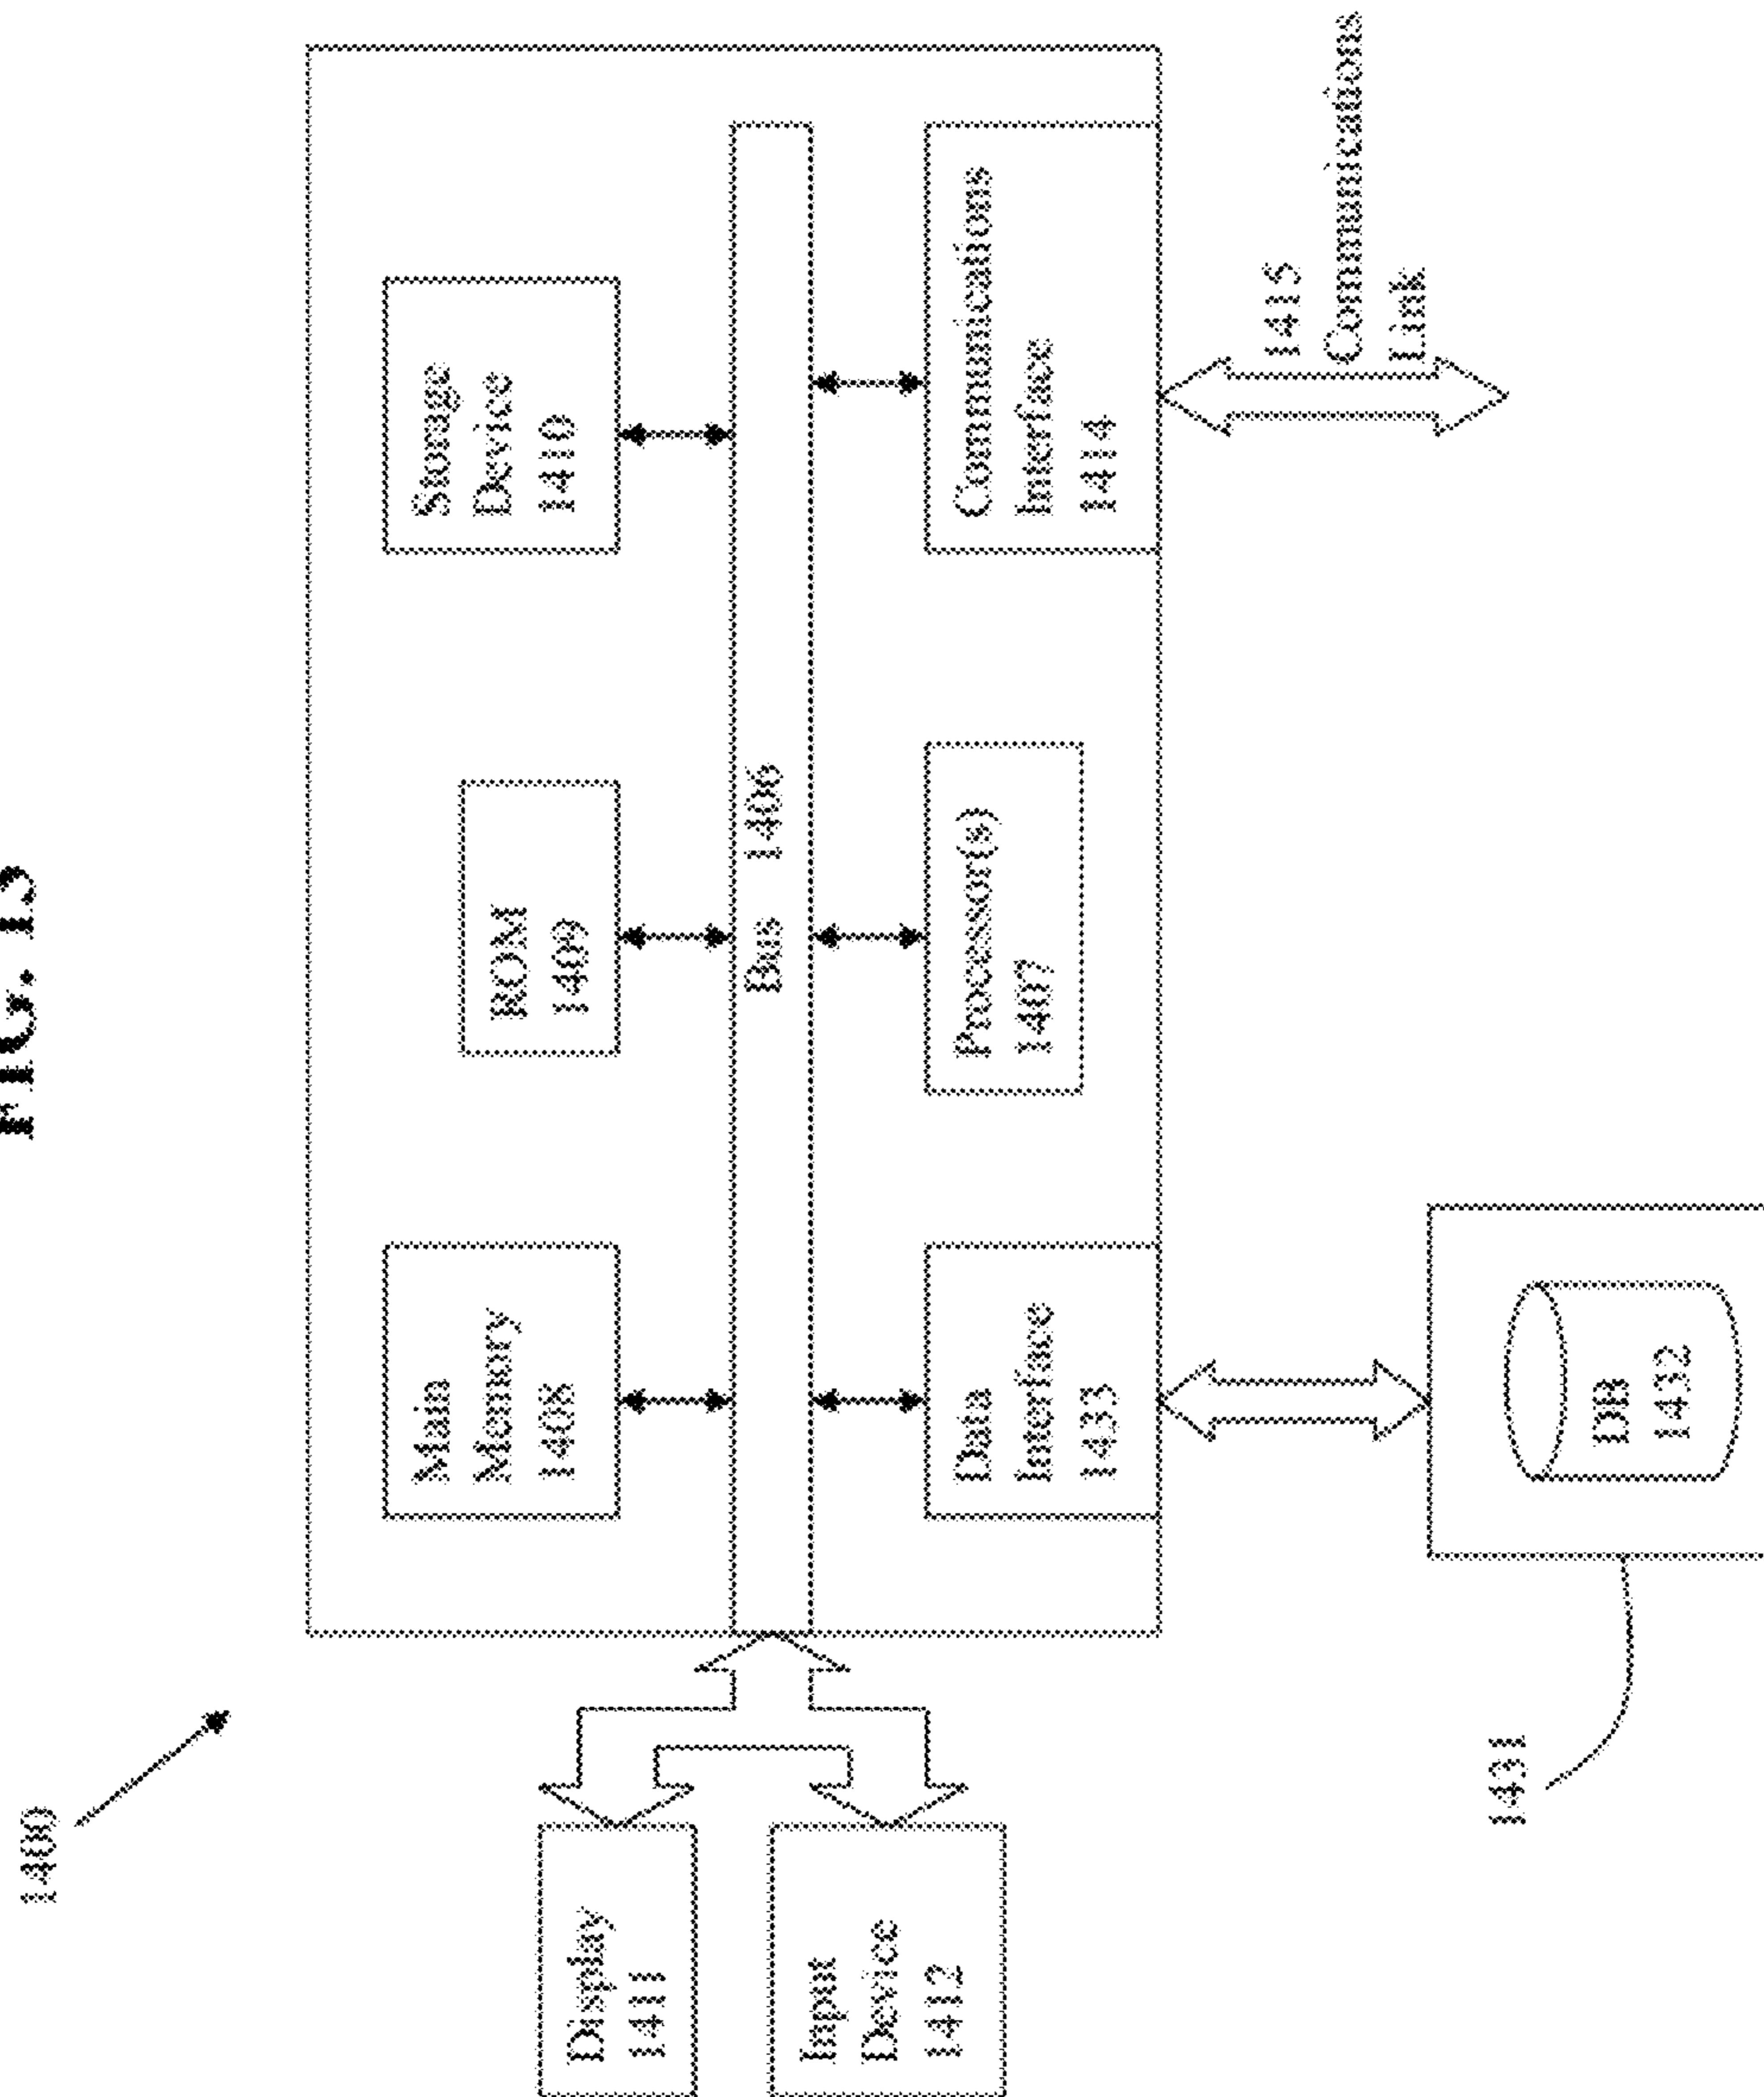 FIG. 13
1400
Main
Memory
1408
ROM
1409
Storage
Device
1410
Display
1411
Bus 1406
Input
Device
1412
Data
Interface
1433
Processor(s)
1407
Communications
Interface
1414
1415
Communications
Link
1431
DB
1432